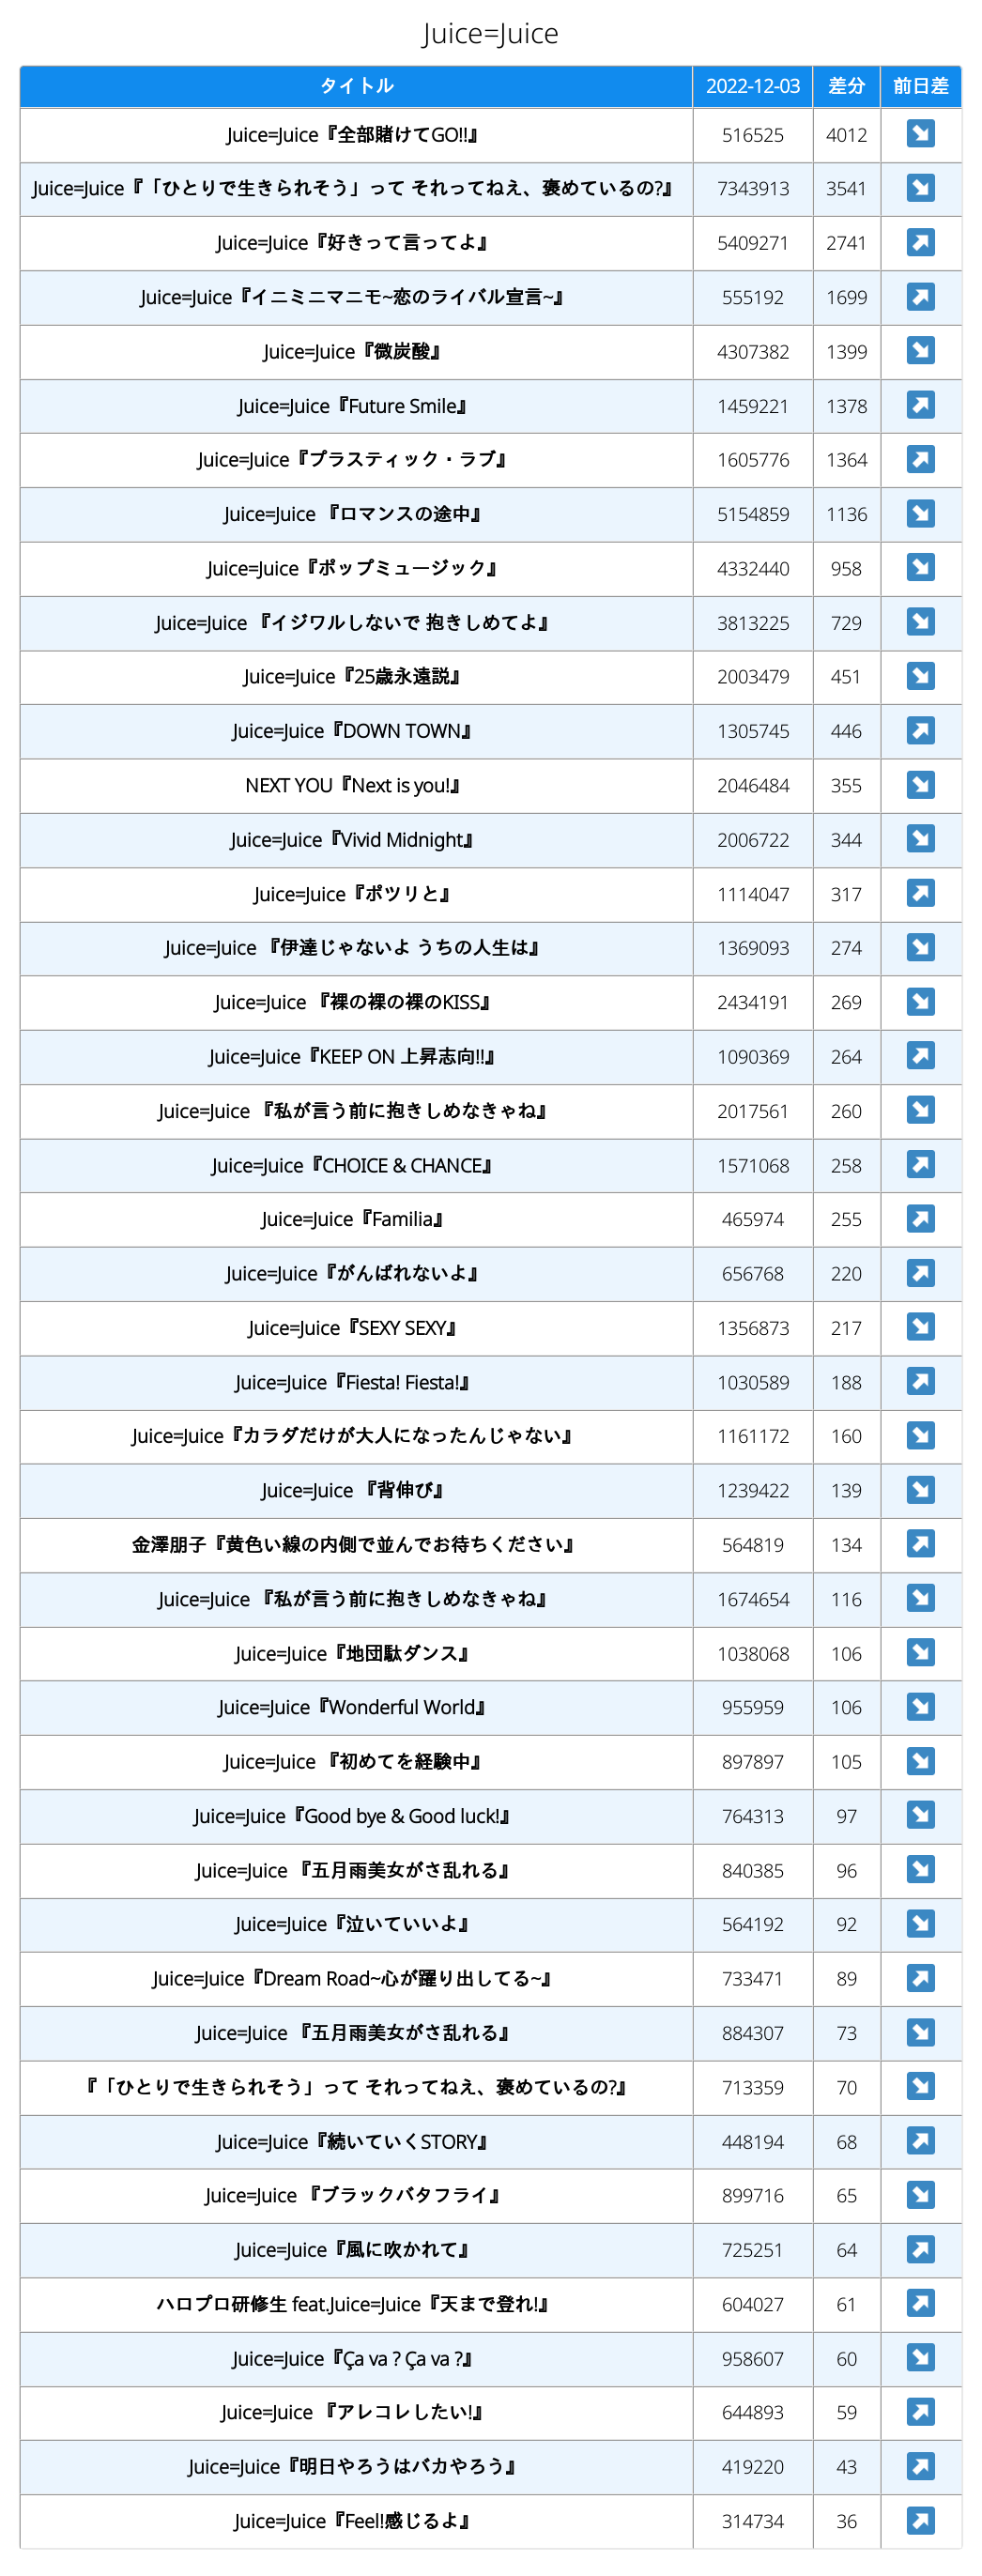 Juice=Juice
タイトル 2022-12-03 差分 前日差
Juice=Juice『全部賭けてGO!!』 516525 4012 ↘
Juice=Juice『「ひとりで生きられそう」って それってねえ、褒めているの?』 7343913 3541 ↘
Juice=Juice『好きって言ってよ』 5409271 2741 ↗
Juice=Juice『イニミニマニモ~恋のライバル宣言~』 555192 1699 ↗
Juice=Juice『微炭酸』 4307382 1399 ↘
Juice=Juice『Future Smile』 1459221 1378 ↗
Juice=Juice『プラスティック・ラブ』 1605776 1364 ↗
Juice=Juice 『ロマンスの途中』 5154859 1136 ↘
Juice=Juice『ポップミュージック』 4332440 958 ↘
Juice=Juice 『イジワルしないで 抱きしめてよ』 3813225 729 ↘
Juice=Juice『25歳永遠説』 2003479 451 ↘
Juice=Juice『DOWN TOWN』 1305745 446 ↗
NEXT YOU『Next is you!』 2046484 355 ↘
Juice=Juice『Vivid Midnight』 2006722 344 ↘
Juice=Juice『ポツリと』 1114047 317 ↗
Juice=Juice 『伊達じゃないよ うちの人生は』 1369093 274 ↘
Juice=Juice 『裸の裸の裸のKISS』 2434191 269 ↘
Juice=Juice『KEEP ON 上昇志向!!』 1090369 264 ↗
Juice=Juice 『私が言う前に抱きしめなきゃね』 2017561 260 ↘
Juice=Juice『CHOICE & CHANCE』 1571068 258 ↗
Juice=Juice『Familia』 465974 255 ↗
Juice=Juice『がんばれないよ』 656768 220 ↗
Juice=Juice『SEXY SEXY』 1356873 217 ↘
Juice=Juice『Fiesta! Fiesta!』 1030589 188 ↗
Juice=Juice『カラダだけが大人になったんじゃない』 1161172 160 ↘
Juice=Juice 『背伸び』 1239422 139 ↘
金澤朋子『黄色い線の内側で並んでお待ちください』 564819 134 ↗
Juice=Juice 『私が言う前に抱きしめなきゃね』 1674654 116 ↘
Juice=Juice『地団駄ダンス』 1038068 106 ↘
Juice=Juice『Wonderful World』 955959 106 ↘
Juice=Juice 『初めてを経験中』 897897 105 ↘
Juice=Juice『Good bye & Good luck!』 764313 97 ↘
Juice=Juice 『五月雨美女がさ乱れる』 840385 96 ↘
Juice=Juice『泣いていいよ』 564192 92 ↘
Juice=Juice『Dream Road~心が躍り出してる~』 733471 89 ↗
Juice=Juice 『五月雨美女がさ乱れる』 884307 73 ↘
『「ひとりで生きられそう」って それってねえ、褒めているの?』 713359 70 ↘
Juice=Juice『続いていくSTORY』 448194 68 ↗
Juice=Juice 『ブラックバタフライ』 899716 65 ↘
Juice=Juice『風に吹かれて』 725251 64 ↗
ハロプロ研修生 feat.Juice=Juice『天まで登れ!』 604027 61 ↗
Juice=Juice『Ça va ? Ça va ?』 958607 60 ↘
Juice=Juice 『アレコレしたい!』 644893 59 ↗
Juice=Juice『明日やろうはバカやろう』 419220 43 ↗
Juice=Juice『Feel!感じるよ』 314734 36 ↗